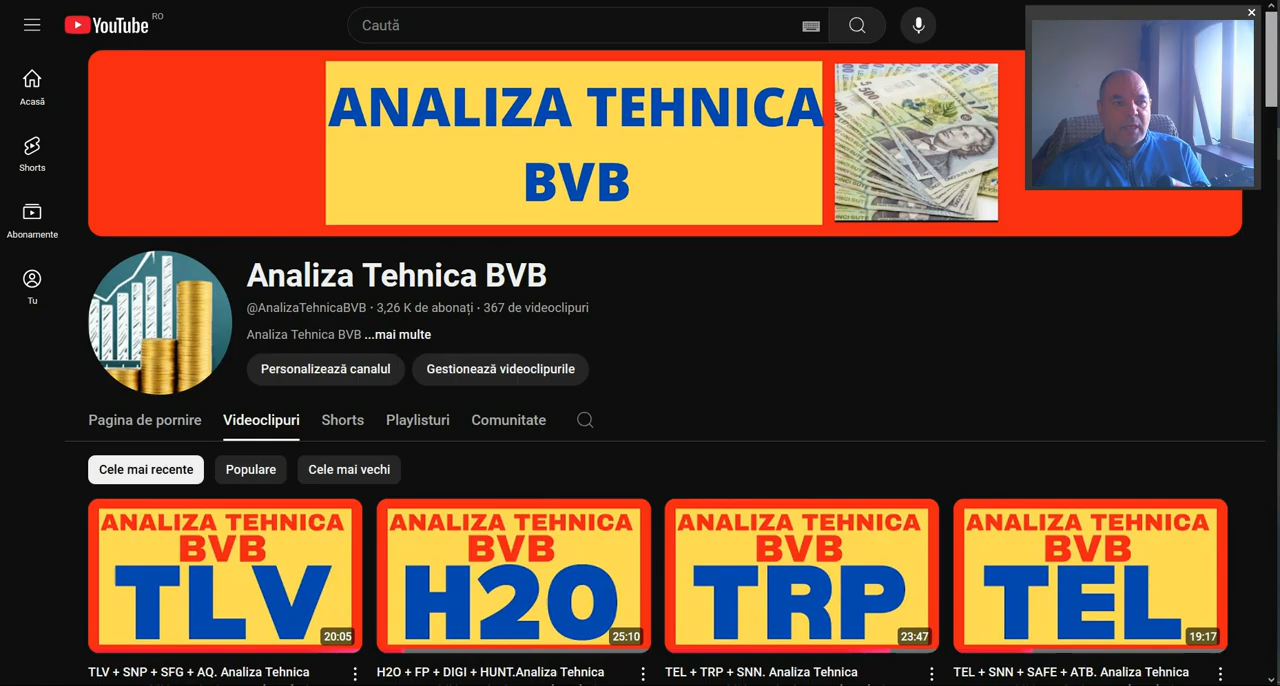 YouTube RO
Caută
Acasă
Shorts
Abonamente
Tu
ANALIZA TEHNICA
BVB
Analiza Tehnica BVB
@AnalizaTehnicaBVB · 3,26 K de abonați · 367 de videoclipuri
Analiza Tehnica BVB ...mai multe
Personalizează canalul
Gestionează videoclipurile
Pagina de pornire
Videoclipuri
Shorts
Playlisturi
Comunitate
Cele mai recente
Populare
Cele mai vechi
ANALIZA TEHNICA
BVB
TLV
20:05
TLV + SNP + SFG + AQ. Analiza Tehnica
ANALIZA TEHNICA
BVB
H2O
25:10
H2O + FP + DIGI + HUNT.Analiza Tehnica
ANALIZA TEHNICA
BVB
TRP
23:47
TEL + TRP + SNN. Analiza Tehnica
ANALIZA TEHNICA
BVB
TEL
19:17
TEL + SNN + SAFE + ATB. Analiza Tehnica